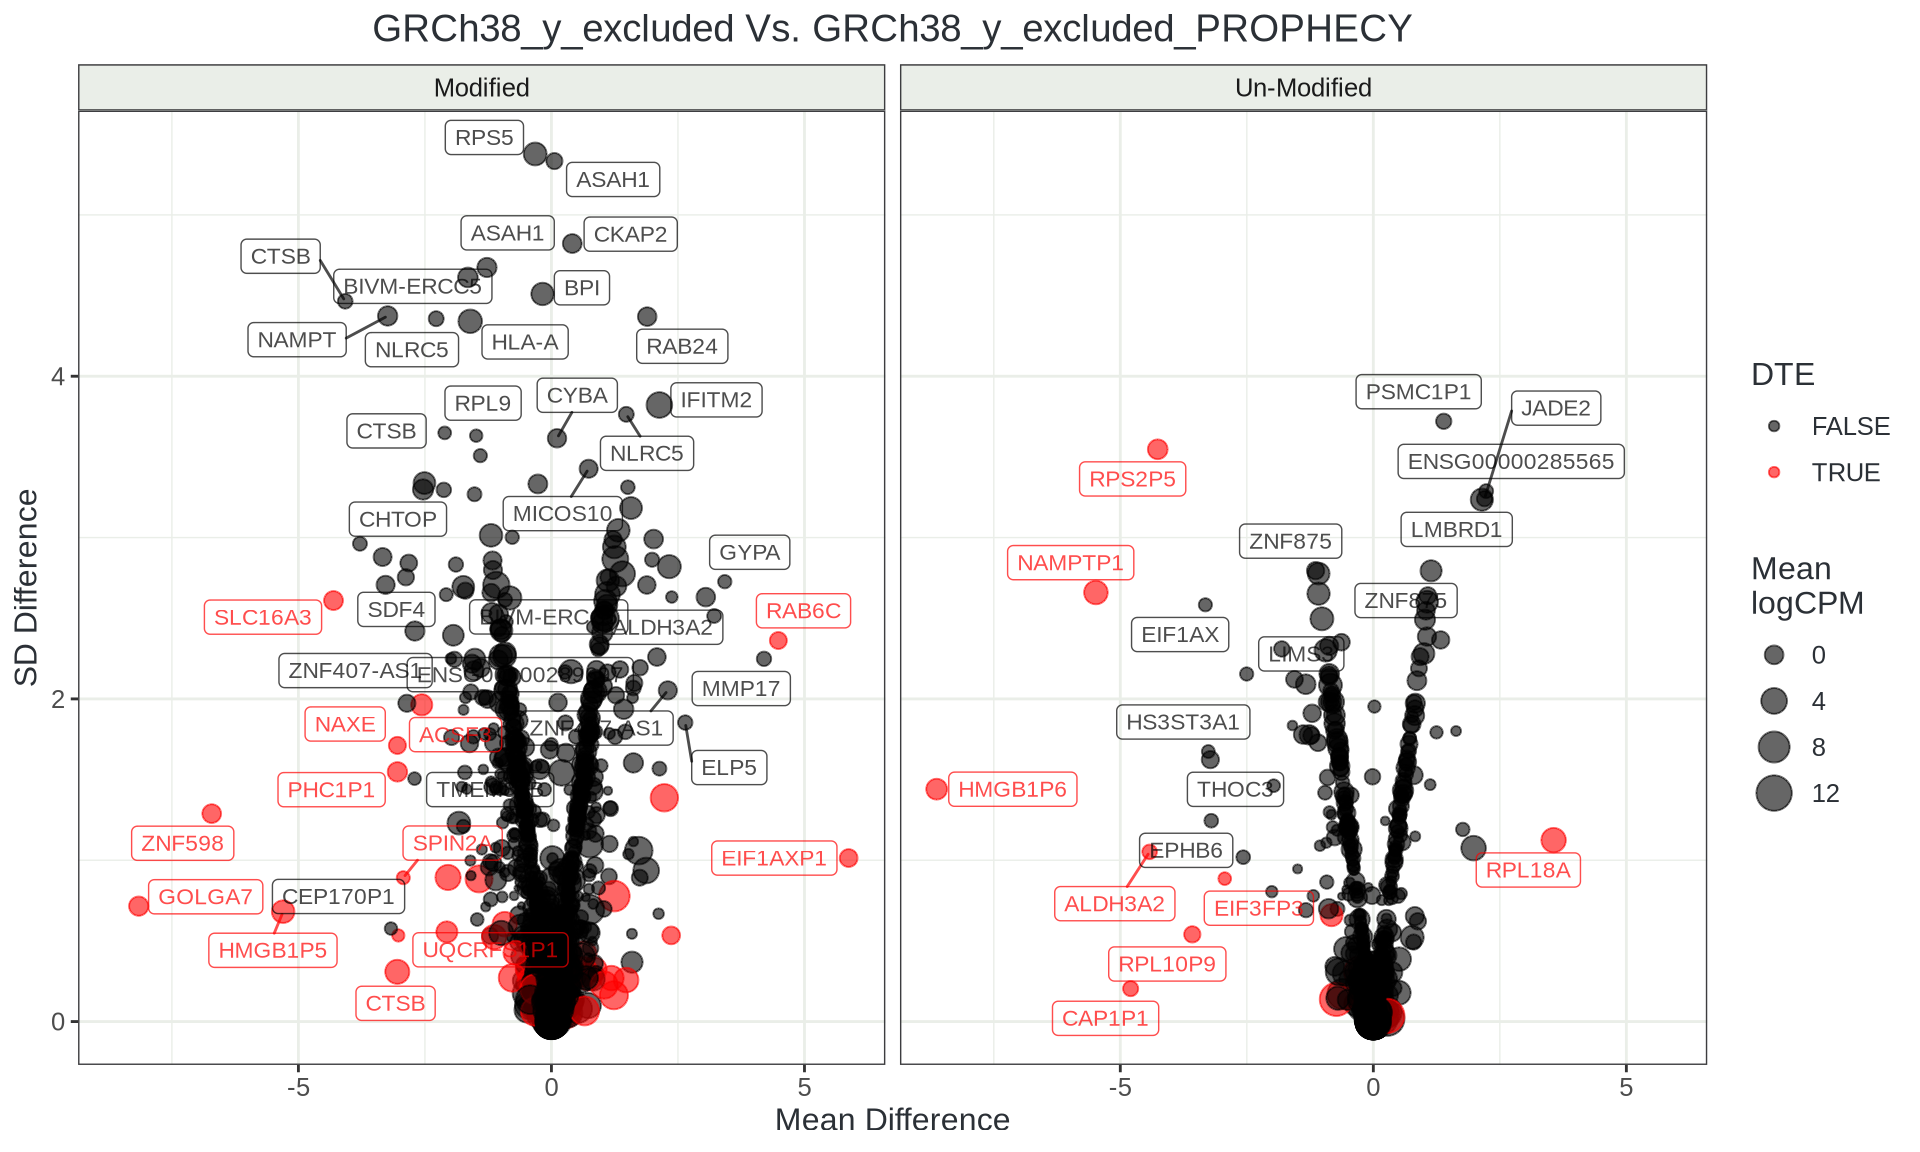 GRCh38_y_excluded Vs. GRCh38_y_excluded_PROPHECY
Modified
Un-Modified
SD Difference
4
2
0
RPS5
ASAH1
ASAH1
CKAP2
CTSB
BIVM-ERCC5
BPI
NAMPT
NLRC5
HLA-A
RAB24
CYBA
RPL9
IFITM2
CTSB
NLRC5
CHTOP
MICOS10
GYPA
SDF4
SLC16A3
ALDH3A2
RAB6C
ZNF407-AS1
MMP17
NAXE
ELP5
PHC1P1
ZNF598
SPIN2A
EIF1AXP1
GOLGA7
CEP170P1
HMGB1P5
CTSB
PSMC1P1
JADE2
ENSG00000285565
RPS2P5
LMBRD1
ZNF875
NAMPTP1
ZNF875
EIF1AX
LIMS3
HS3ST3A1
HMGB1P6
THOC3
EPHB6
RPL18A
ALDH3A2
EIF3FP3
RPL10P9
CAP1P1
-5
0
5
-5
0
5
Mean Difference
DTE
FALSE
TRUE
Mean
logCPM
0
4
8
12